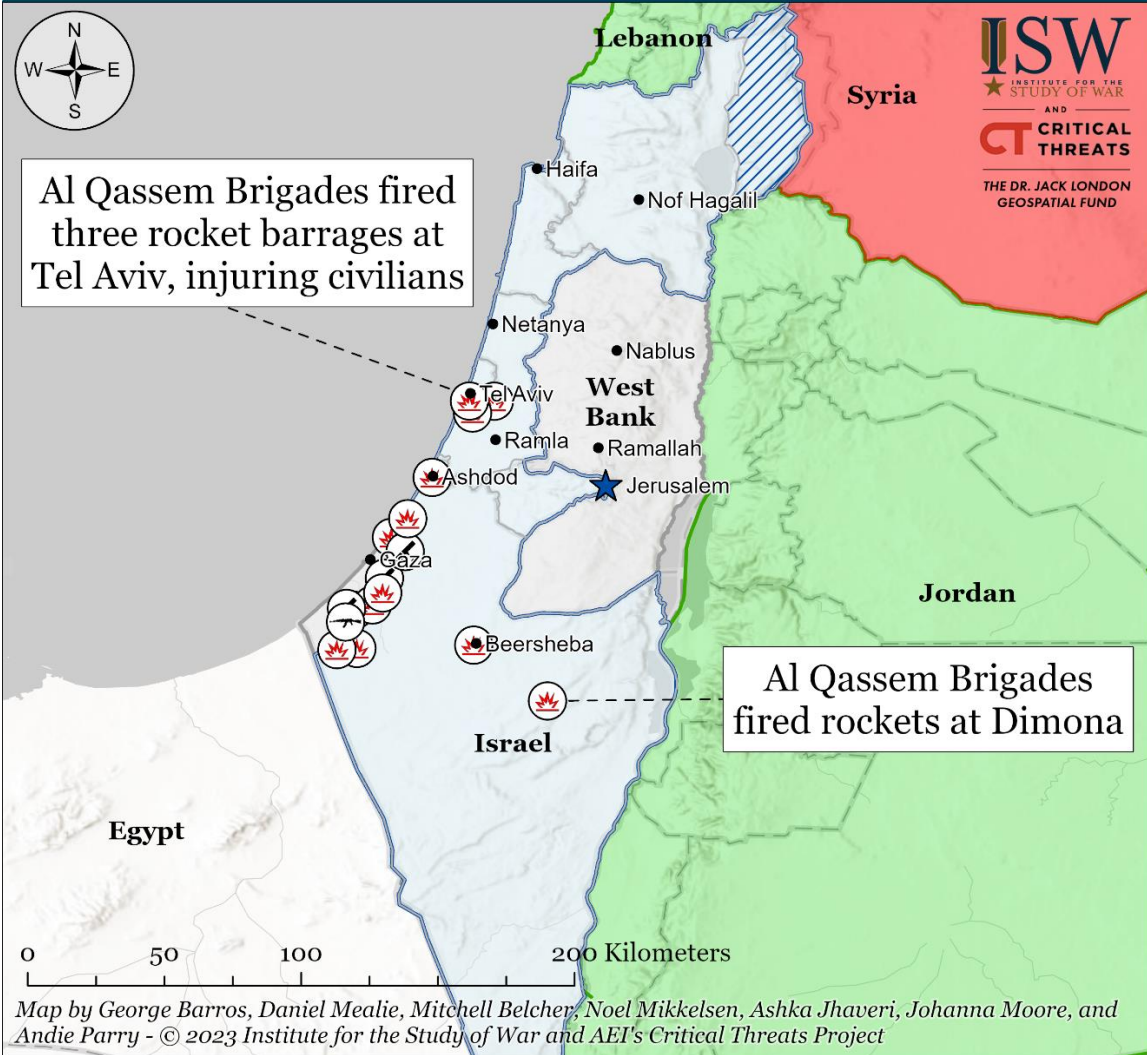 N
W
E
S
Lebanon
Syria
ISW
INSTITUTE FOR THE
STUDY OF WAR
AND
CT CRITICAL
THREATS
THE DR. JACK LONDON
GEOSPATIAL FUND
Al Qassem Brigades fired
three rocket barrages at
Tel Aviv, injuring civilians
Haifa
Nof Hagalil
Netanya
Nablus
West
Bank
Tel Aviv
Ramla
Ramallah
Ashdod
Jerusalem
Gaza
Jordan
Beersheba
Al Qassem Brigades
fired rockets at Dimona
Israel
Egypt
0 50 100 200 Kilometers
Map by George Barros, Daniel Mealie, Mitchell Belcher, Noel Mikkelsen, Ashka Jhaveri, Johanna Moore, and
Andie Parry - © 2023 Institute for the Study of War and AEI's Critical Threats Project